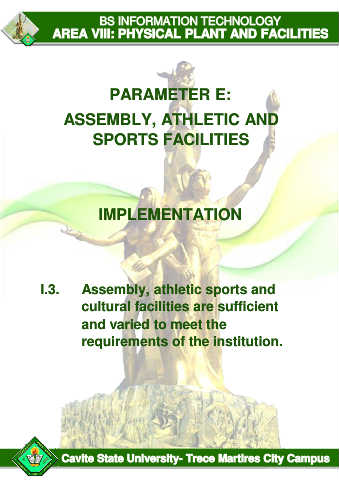 BS INFORMATION TECHNOLOGY
AREA VIII: PHYSICAL PLANT AND FACILITIES
PARAMETER E:
ASSEMBLY, ATHLETIC AND
SPORTS FACILITIES
IMPLEMENTATION
I.3. Assembly, athletic sports and
cultural facilities are sufficient
and varied to meet the
requirements of the institution.
Cavite State University- Trece Martires City Campus